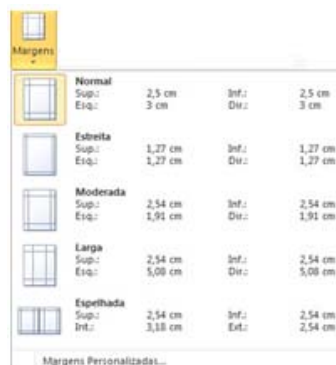 Margens
Normal
Sup.: 2,5 cm Inf.: 2,5 cm
Esq.: 3 cm Dir.: 3 cm
Estreita
Sup.: 1,27 cm Inf.: 1,27 cm
Esq.: 1,27 cm Dir.: 1,27 cm
Moderada
Sup.: 2,54 cm Inf.: 2,54 cm
Esq.: 1,91 cm Dir.: 1,91 cm
Larga
Sup.: 2,54 cm Inf.: 2,54 cm
Esq.: 5,08 cm Dir.: 5,08 cm
Espelhada
Sup.: 2,54 cm Inf.: 2,54 cm
Int.: 3,18 cm Ext.: 2,54 cm
Margens Personalizadas...